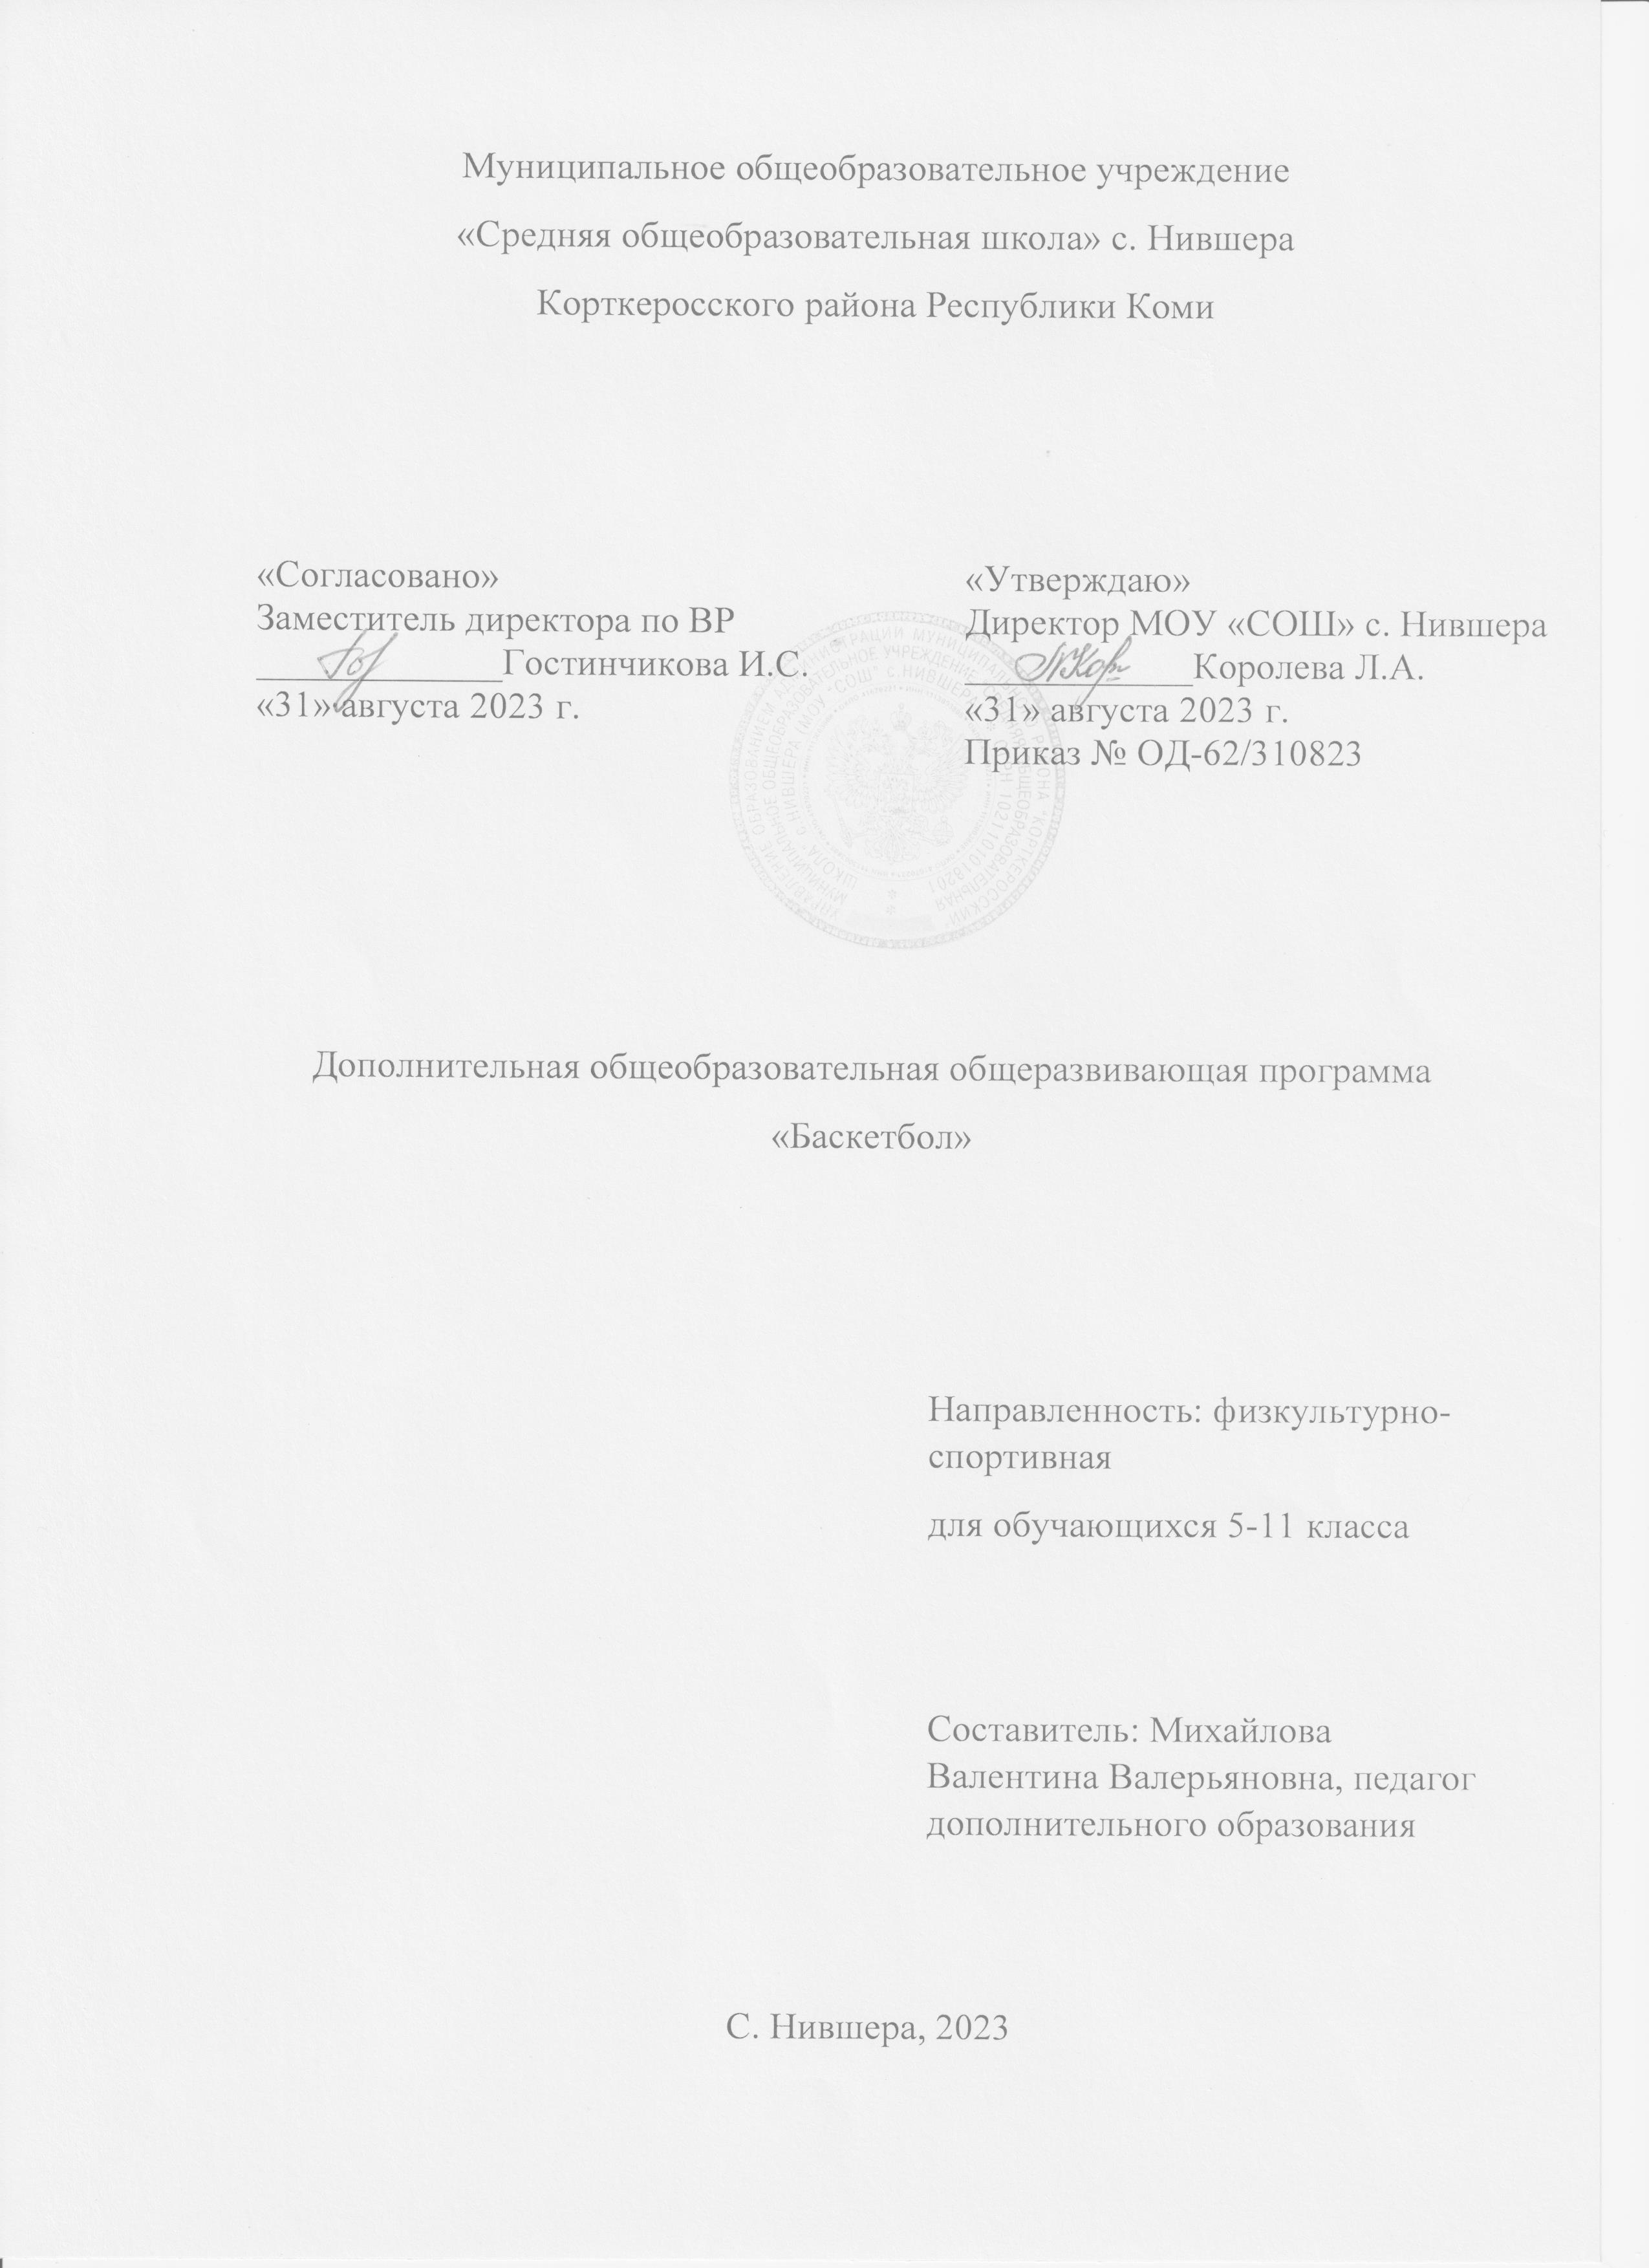 Муниципальное общеобразовательное учреждение
«Средняя общеобразовательная школа» с. Нившера
Корткеросского района Республики Коми
«Согласовано»
Заместитель директора по ВР
_____________Гостинчикова И.С.
«31» августа 2023 г.
«Утверждаю»
Директор МОУ «СОШ» с. Нившера
____________Королева Л.А.
«31» августа 2023 г.
Приказ № ОД-62/310823
Дополнительная общеобразовательная общеразвивающая программа
«Баскетбол»
Направленность: физкультурно-
спортивная
для обучающихся 5-11 класса
Составитель: Михайлова
Валентина Валерьяновна, педагог
дополнительного образования
С. Нившера, 2023